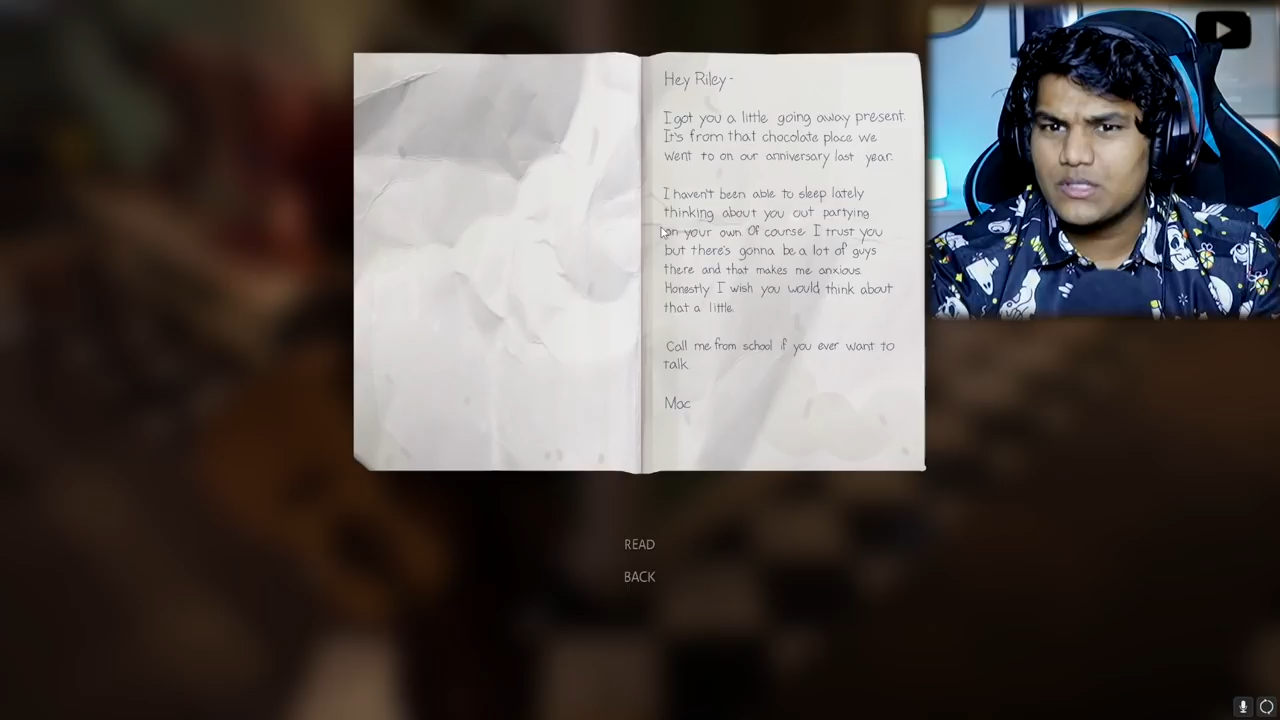 Hey Riley-
I got you a little going away present.
It's from that chocolate place we
went to on our anniversary last year.
I haven't been able to sleep lately
thinking about you out partying
on your own. Of course I trust you
but there's gonna be a lot of guys
there and that makes me anxious.
Honestly I wish you would think about
that a little.
Call me from school if you ever want to
talk.
Mac
READ
BACK